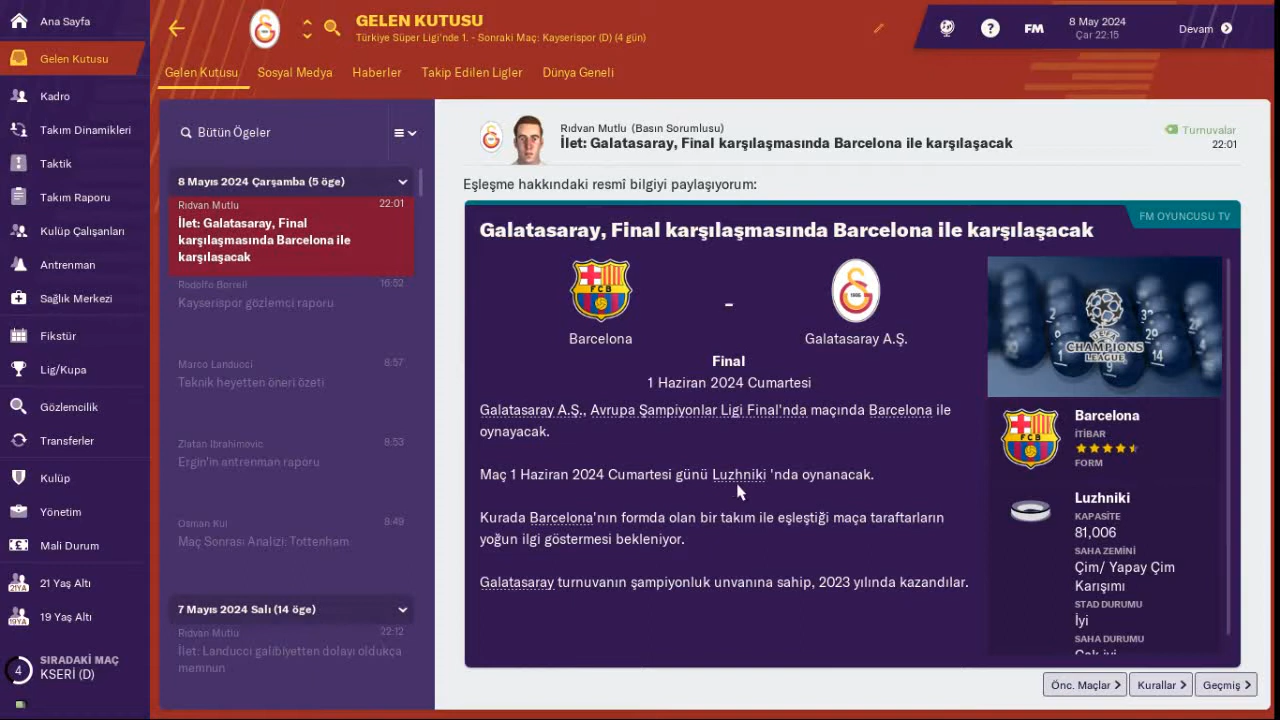 Ana Sayfa
Gelen Kutusu
Kadro
Takım Dinamikleri
Taktik
Takım Raporu
Kulüp Çalışanları
Antrenman
Sağlık Merkezi
Fikstür
Lig/Kupa
Gözlemcilik
Transferler
Kulüp
Yönetim
Mali Durum
21YA
21 Yaş Altı
19YA
19 Yaş Altı
4
SIRADAKİ MAÇ
KSERİ (D)
GELEN KUTUSU
Türkiye Süper Ligi'nde 1. - Sonraki Maç: Kayserispor (D) (4 gün)
?
FM
8 May 2024
Çar 22:15
Devam
Gelen Kutusu
Sosyal Medya
Haberler
Takip Edilen Ligler
Dünya Geneli
Bütün Ögeler
8 Mayıs 2024 Çarşamba (5 öge)
Rıdvan Mutlu 22:01
İlet: Galatasaray, Final
karşılaşmasında Barcelona ile
karşılaşacak
Rodolfo Borrell 16:52
Kayserispor gözlemci raporu
Marco Landucci 8:57
Teknik heyetten öneri özeti
Zlatan Ibrahimovic 8:53
Ergin'in antrenman raporu
Osman Kul 8:49
Maç Sonrası Analizi: Tottenham
7 Mayıs 2024 Salı (14 öge)
Rıdvan Mutlu 22:12
İlet: Landucci galibiyetten dolayı oldukça
memnun
Rıdvan Mutlu (Basın Sorumlusu)
İlet: Galatasaray, Final karşılaşmasında Barcelona ile karşılaşacak
Turnuvalar
22:01
Eşleşme hakkındaki resmî bilgiyi paylaşıyorum:
FM OYUNCUSU TV
Galatasaray, Final karşılaşmasında Barcelona ile karşılaşacak
FCB
Barcelona
-
1905
Galatasaray A.Ş.
Final
1 Haziran 2024 Cumartesi
Galatasaray A.Ş., Avrupa Şampiyonlar Ligi Final'nda maçında Barcelona ile
oynayacak.
Maç 1 Haziran 2024 Cumartesi günü Luzhniki 'nda oynanacak.
Kurada Barcelona'nın formda olan bir takım ile eşleştiği maça taraftarların
yoğun ilgi göstermesi bekleniyor.
Galatasaray turnuvanın şampiyonluk unvanına sahip, 2023 yılında kazandılar.
UEFA
CHAMPIONS
LEAGUE
FCB
Barcelona
İTİBAR
FORM
Luzhniki
KAPASİTE
81,006
SAHA ZEMİNİ
Çim/ Yapay Çim
Karışımı
STAD DURUMU
İyi
SAHA DURUMU
Çok iyi
Önc. Maçlar
Kurallar
Geçmiş